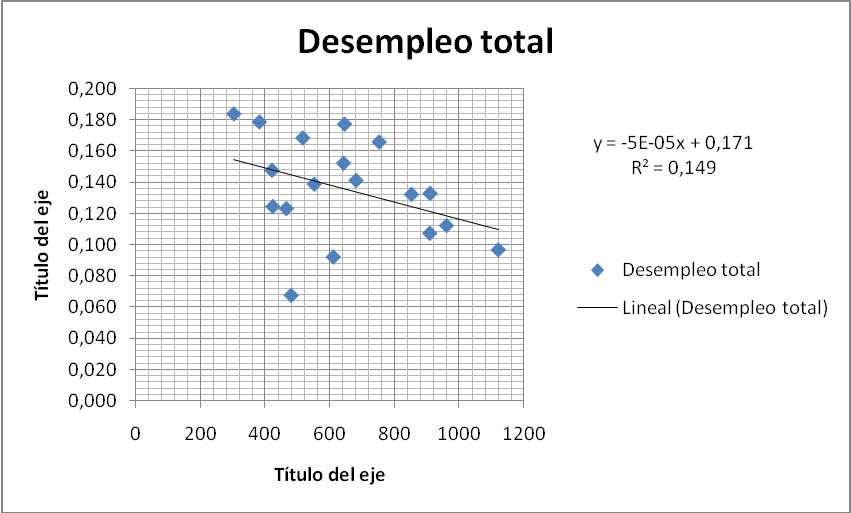 Desempleo total
0,200
0,180
0,160
0,140
0,120
0,100
0,080
0,060
0,040
0,020
0,000
Título del eje
0 200 400 600 800 1000 1200
Título del eje
y = -5E-05x + 0,171
R² = 0,149
Desempleo total
Lineal (Desempleo total)